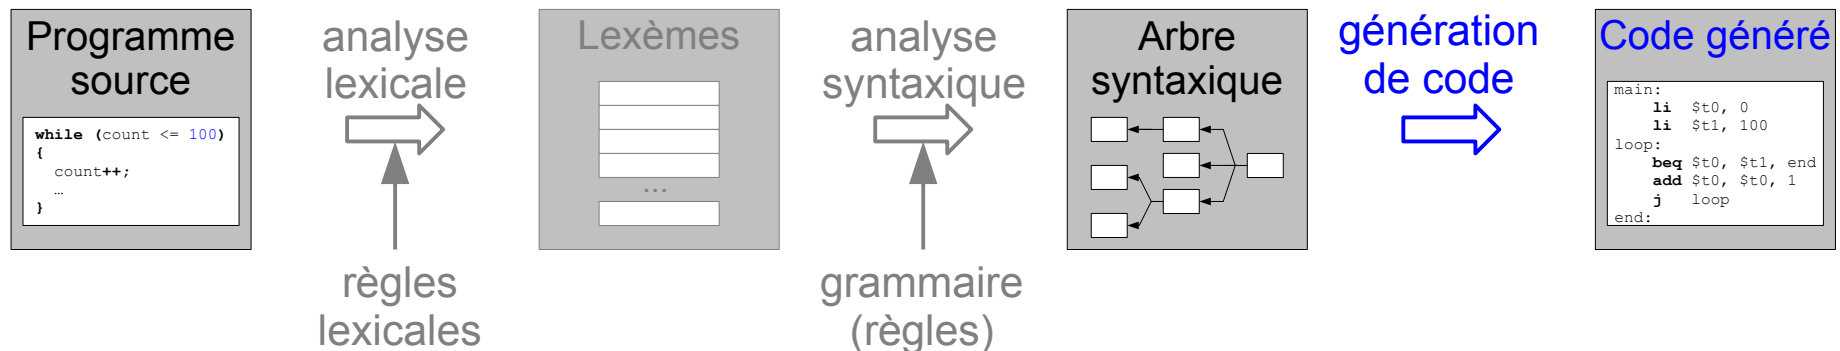 Programme
source
while (count <= 100)
{
count++;
…
}
analyse
lexicale
règles
lexicales
Lexèmes
...
analyse
syntaxique
grammaire
(règles)
Arbre
syntaxique
génération
de code
Code généré
main:
li $t0, 0
li $t1, 100
loop:
beq $t0, $t1, end
add $t0, $t0, 1
j loop
end: